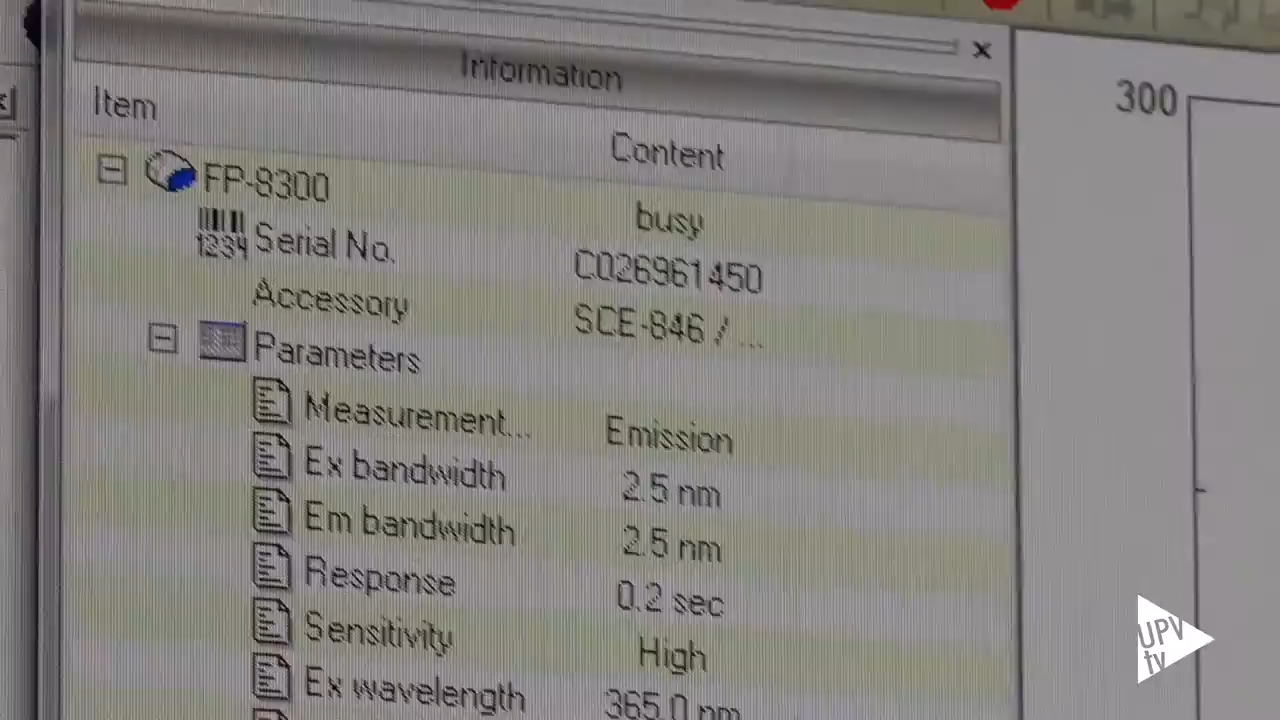 Information
Item Content
300
FP-8300 busy
1234 Serial No. C026961450
Accessory SCE-846 / ...
Parameters
Measurement... Emission
Ex bandwidth 2.5 nm
Em bandwidth 2.5 nm
Response 0.2 sec
Sensitivity High
Ex wavelength 365.0 nm
UPV
tv